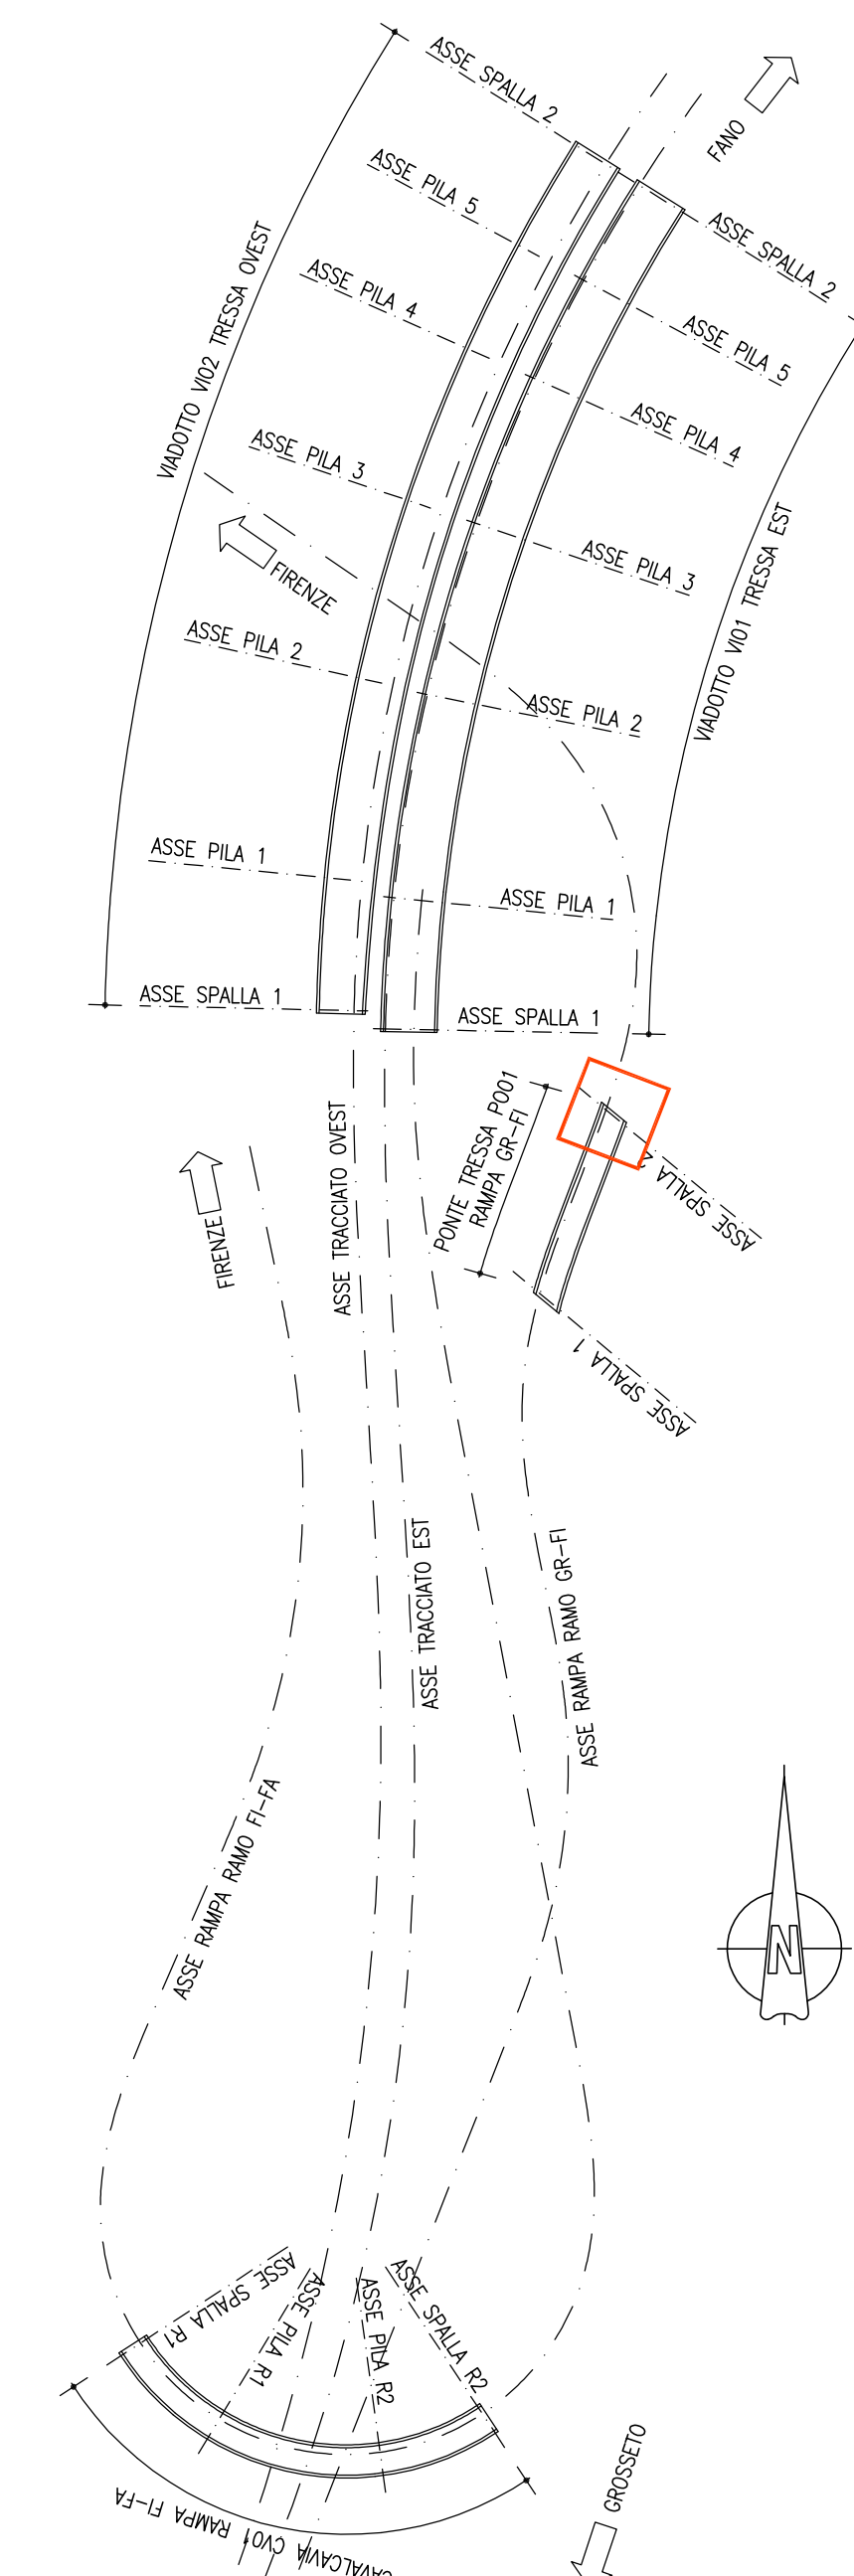 ASSE SPALLA 2
FANO
ASSE PILA 5
ASSE SPALLA 2
VIADOTTO VI02 TRESSA OVEST
ASSE PILA 4
ASSE PILA 5
ASSE PILA 4
ASSE PILA 3
ASSE PILA 3
FIRENZE
VIADOTTO VI01 TRESSA EST
ASSE PILA 2
ASSE PILA 2
ASSE PILA 1
ASSE PILA 1
ASSE SPALLA 1
ASSE SPALLA 1
PONTE TRESSA PO01
RAMPA GR-FI
ASSE SPALLA 2
ASSE TRACCIATO OVEST
FIRENZE
ASSE SPALLA 1
ASSE TRACCIATO EST
ASSE RAMPA RAMO GR-FI
ASSE RAMPA RAMO FI-FA
N
ASSE SPALLA R1
ASSE PILA R1
ASSE PILA R2
ASSE SPALLA R2
GROSSETO
CAVALCAVIA CV01 RAMPA FI-FA